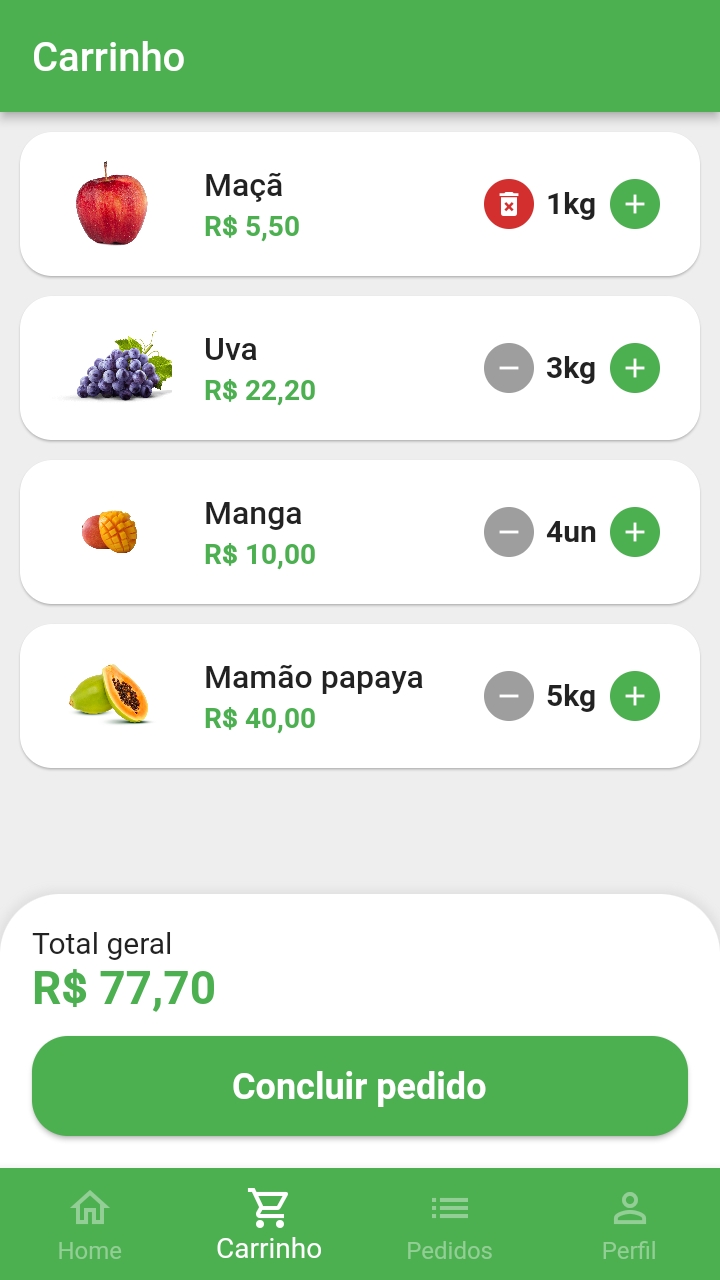 Carrinho
Maçã
R$ 5,50
1kg
Uva
R$ 22,20
3kg
Manga
R$ 10,00
4un
Mamão papaya
R$ 40,00
5kg
Total geral
R$ 77,70
Concluir pedido
Home
Carrinho
Pedidos
Perfil